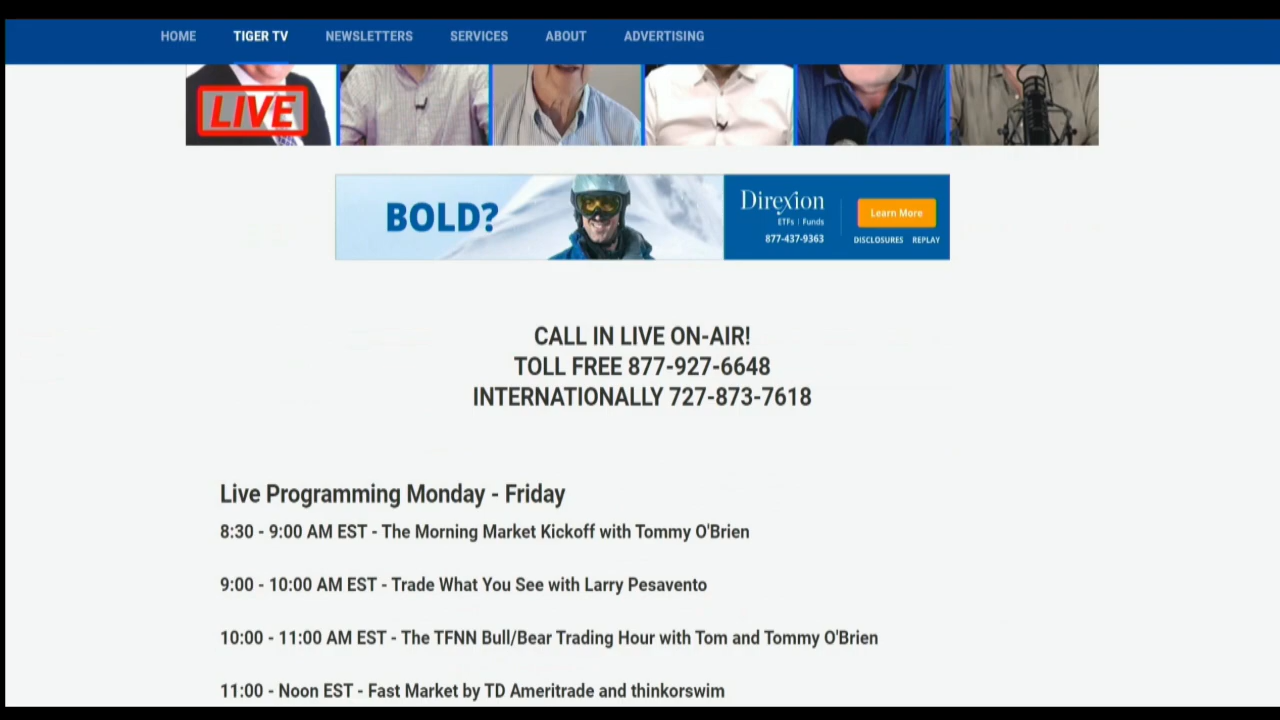 HOME TIGER TV NEWSLETTERS SERVICES ABOUT ADVERTISING
LIVE
BOLD?
Direxion
ETFs | Funds
877-437-9363
Learn More
DISCLOSURES REPLAY
CALL IN LIVE ON-AIR!
TOLL FREE 877-927-6648
INTERNATIONALLY 727-873-7618
Live Programming Monday - Friday
8:30 - 9:00 AM EST - The Morning Market Kickoff with Tommy O'Brien
9:00 - 10:00 AM EST - Trade What You See with Larry Pesavento
10:00 - 11:00 AM EST - The TFNN Bull/Bear Trading Hour with Tom and Tommy O'Brien
11:00 - Noon EST - Fast Market by TD Ameritrade and thinkorswim